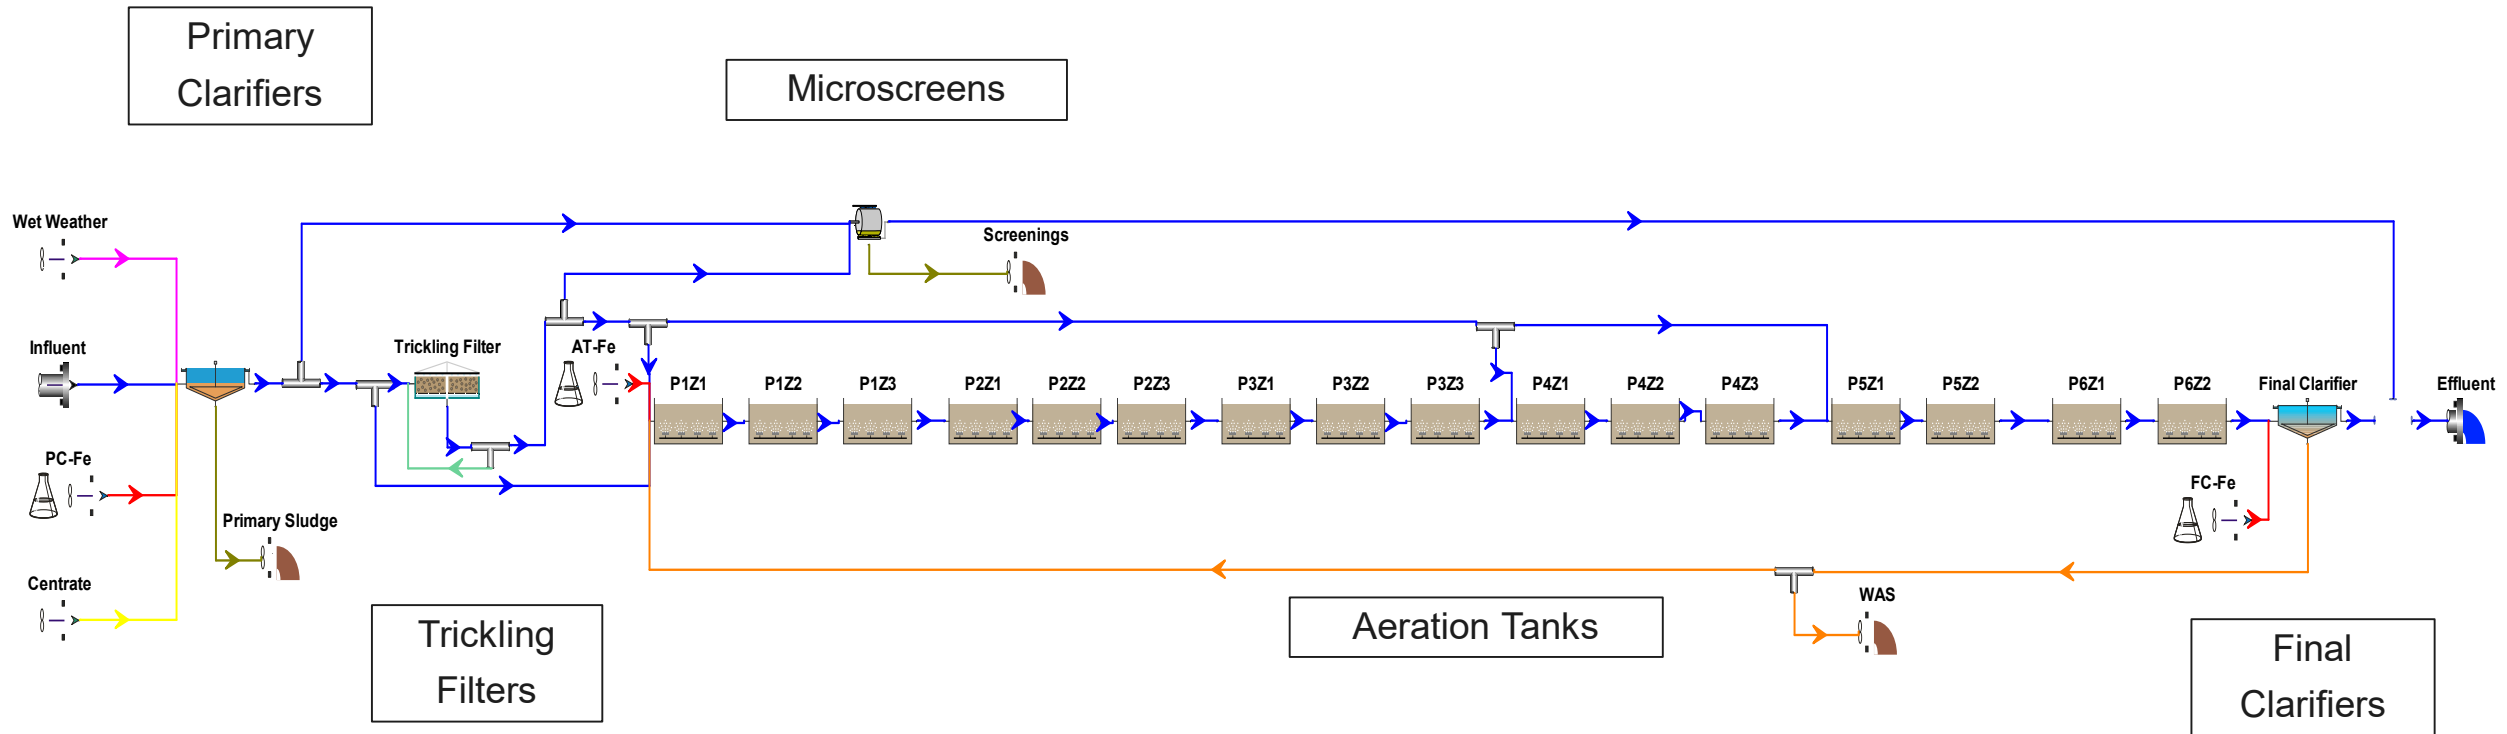 Primary
Clarifiers
Microscreens
Wet Weather
Screenings
Influent
Trickling Filter
AT-Fe
P1Z1
P1Z2
P1Z3
P2Z1
P2Z2
P2Z3
P3Z1
P3Z2
P3Z3
P4Z1
P4Z2
P4Z3
P5Z1
P5Z2
P6Z1
P6Z2
Final Clarifier
Effluent
PC-Fe
FC-Fe
Primary Sludge
Centrate
WAS
Trickling
Filters
Aeration Tanks
Final
Clarifiers